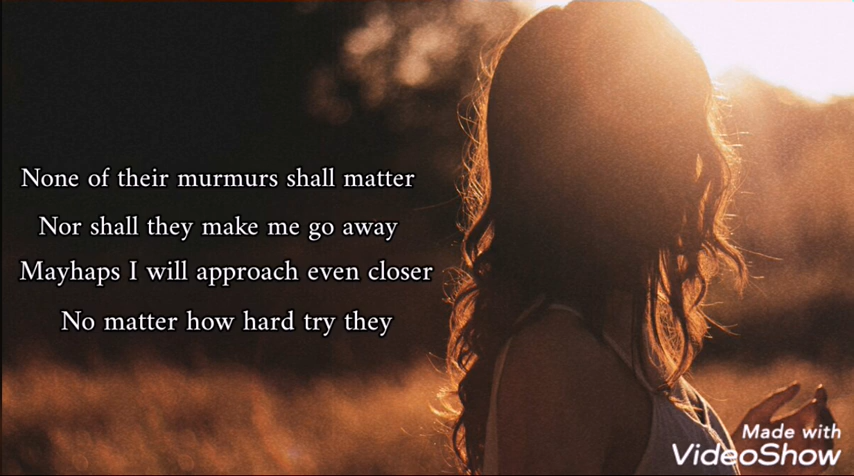 None of their murmurs shall matter
Nor shall they make me go away
Mayhaps I will approach even closer
No matter how hard try they
Made with
VideoShow